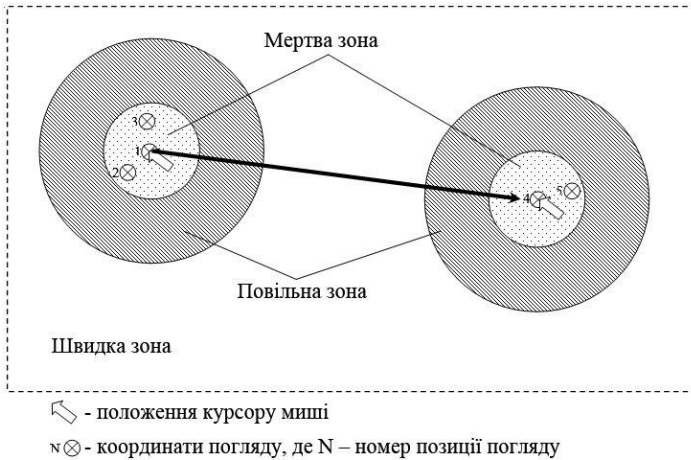 Мертва зона
3
1
2
4
5
Повільна зона
Швидка зона
- положення курсору миші
N - координати погляду, де N – номер позиції погляду